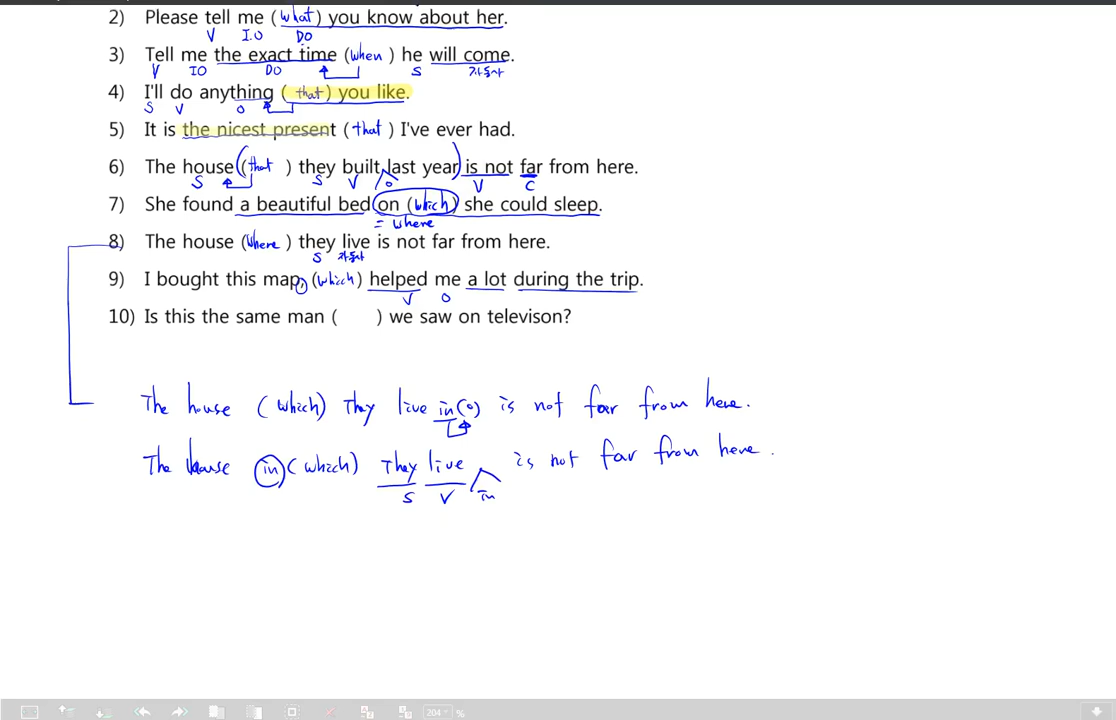 2) Please tell me ( what ) you know about her.
V I.O DO
3) Tell me the exact time ( when ) he will come.
V IO DO S 자동사
4) I'll do anything ( that ) you like.
S V O
5) It is the nicest present ( that ) I've ever had.
6) The house ( that ) they built last year) is not far from here.
S S V O V C
7) She found a beautiful bed on (which) she could sleep.
= where
8) The house (where ) they live is not far from here.
S 자동사
9) I bought this map, (which) helped me a lot during the trip.
V O
10) Is this the same man ( ) we saw on televison?
The house (which) They live in(o) is not far from here.
The house in (which) They live is not far from here.
S V in
204 %